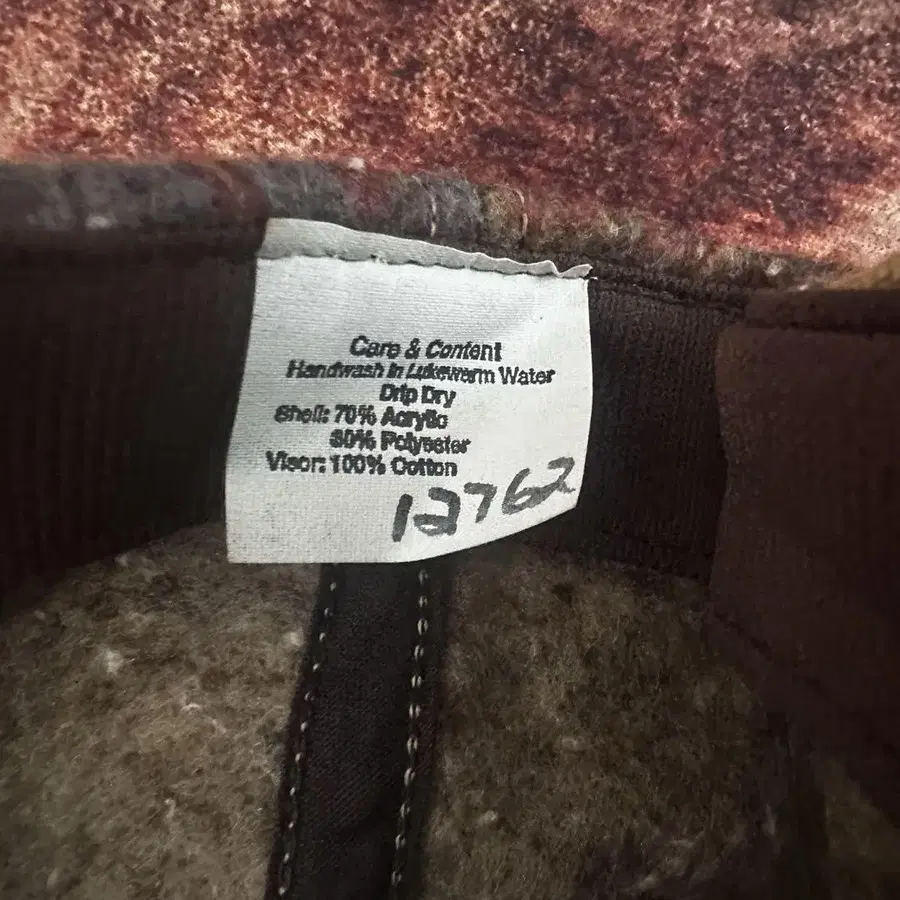 Care & Content
Handwash in Lukewarm Water
Drip Dry
Shell: 70% Acrylic
30% Polyester
Visor: 100% Cotton
12762